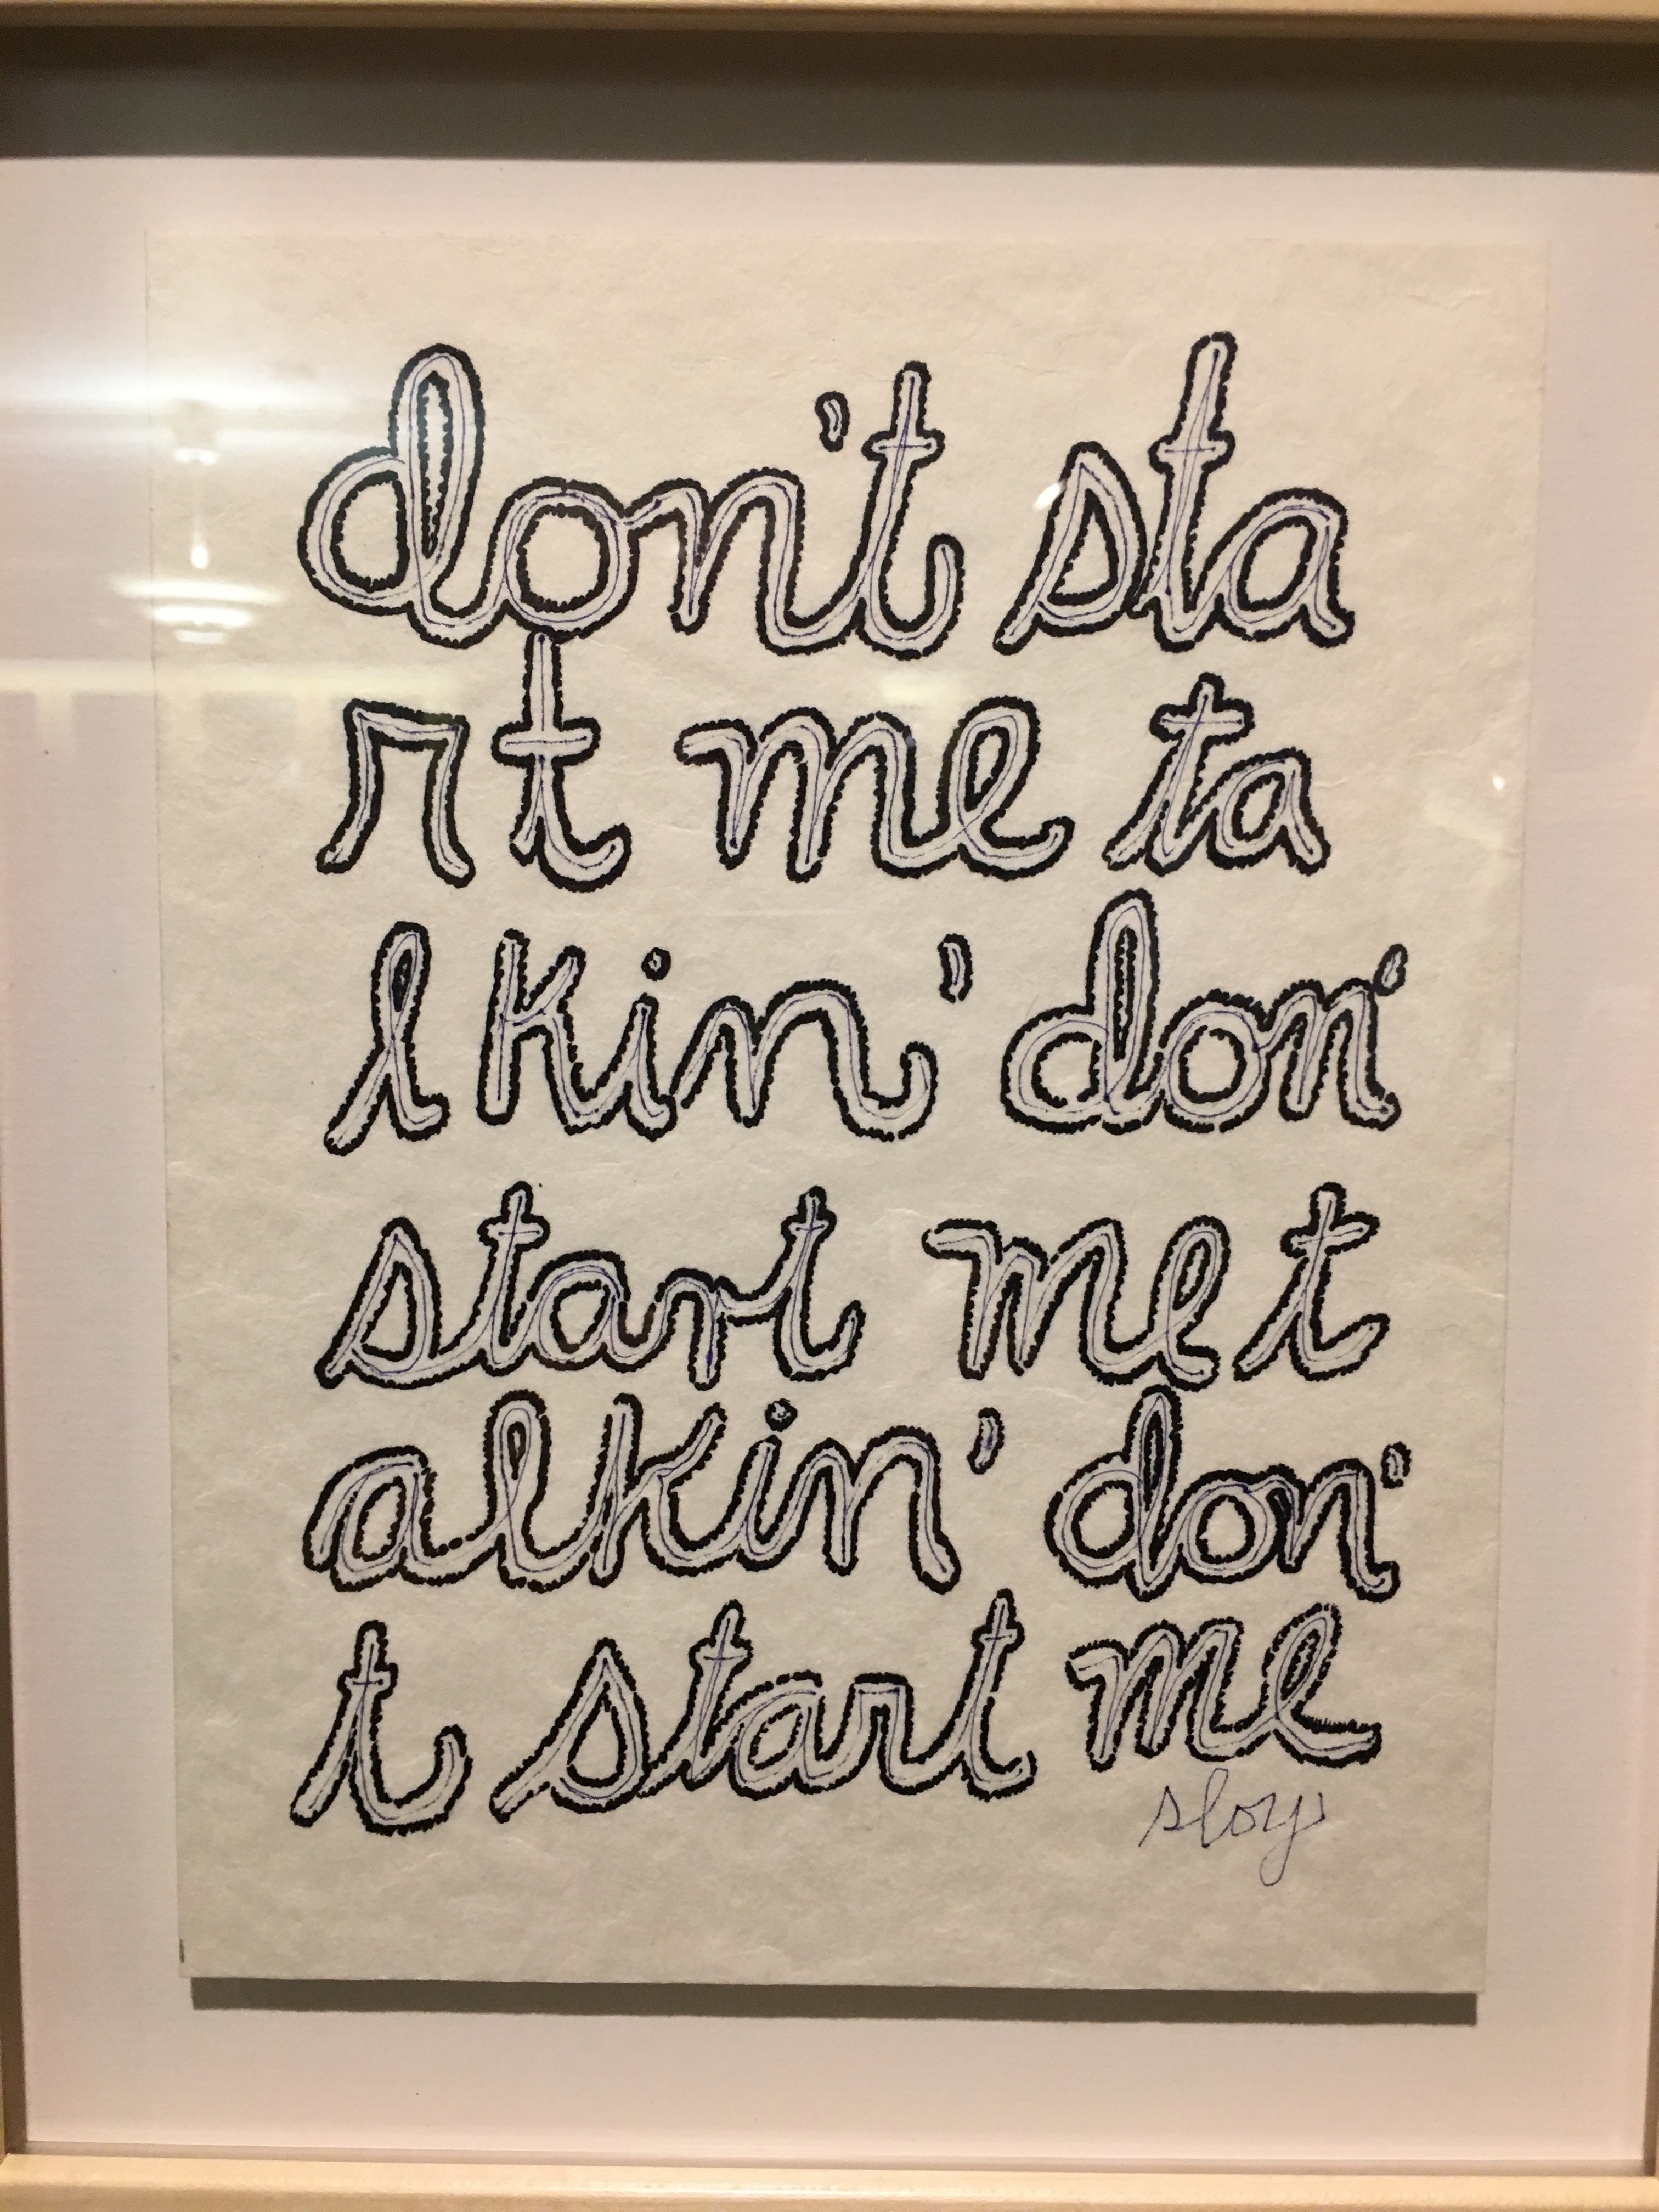 don't sta
rt me ta
lkin' don'
start me t
alkin' don'
t start me
sloy